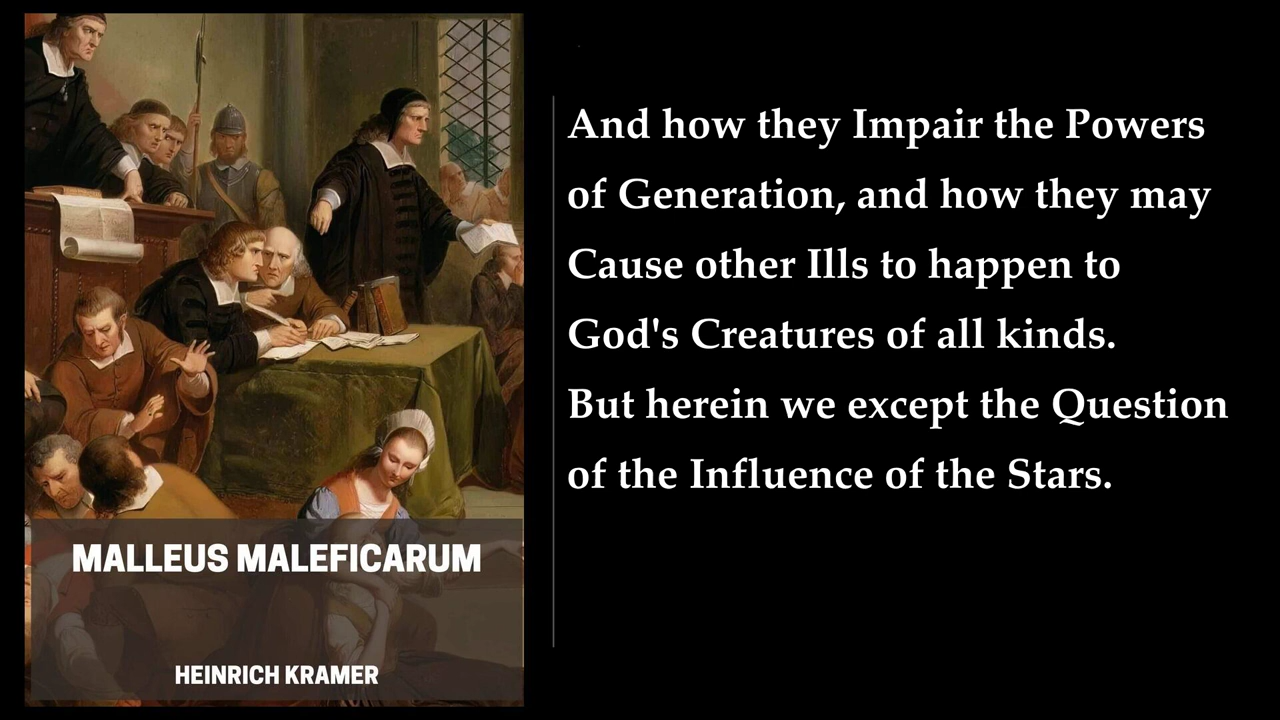 MALLEUS MALEFICARUM
HEINRICH KRAMER
And how they Impair the Powers
of Generation, and how they may
Cause other Ills to happen to
God's Creatures of all kinds.
But herein we except the Question
of the Influence of the Stars.